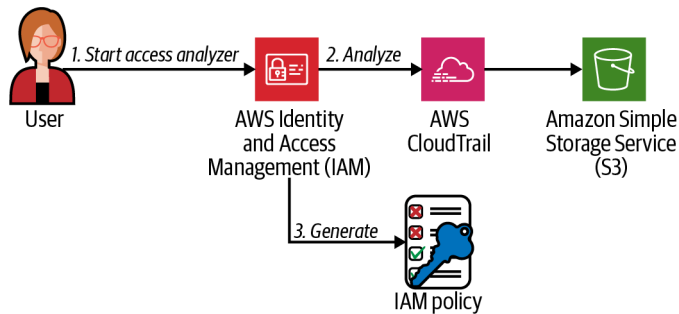 1. Start access analyzer
2. Analyze
User
AWS Identity
and Access
Management (IAM)
AWS
CloudTrail
Amazon Simple
Storage Service
(S3)
3. Generate
IAM policy